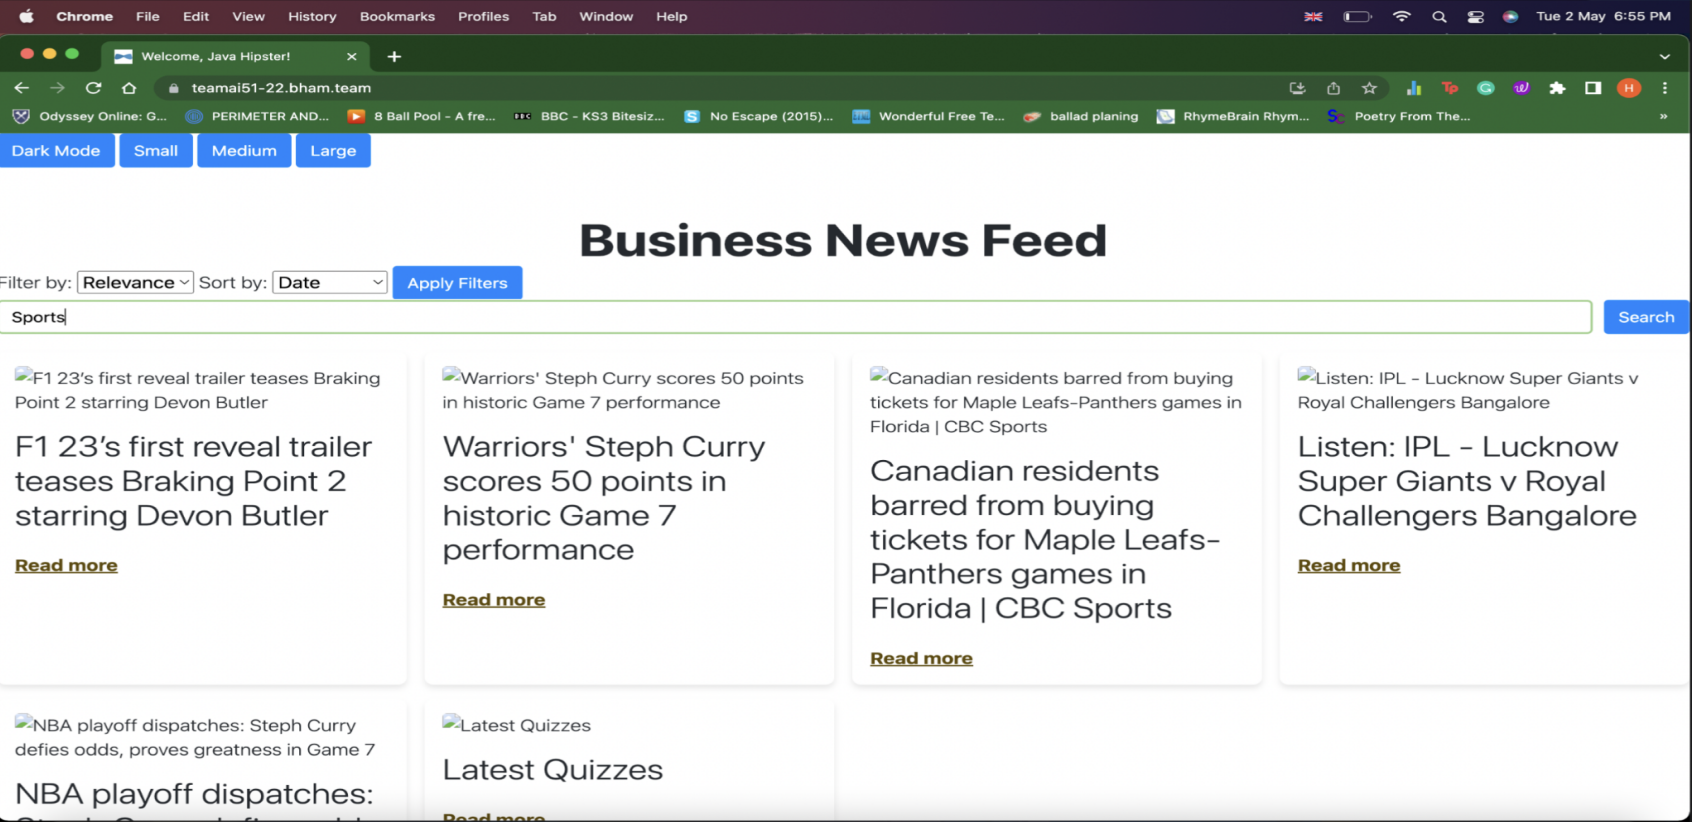 Chrome File Edit View History Bookmarks Profiles Tab Window Help Tue 2 May 6:55 PM
Welcome, Java Hipster!
teamai51-22.bham.team H
Odyssey Online: G... PERIMETER AND... 8 Ball Pool - A fre... BBC - KS3 Bitesiz... No Escape (2015)... Wonderful Free Te... ballad planing RhymeBrain Rhym... Poetry From The... »
Dark Mode Small Medium Large
Business News Feed
Filter by: Relevance Sort by: Date Apply Filters
Sports Search
F1 23’s first reveal trailer teases Braking
Point 2 starring Devon Butler
F1 23’s first reveal trailer
teases Braking Point 2
starring Devon Butler
Read more
Warriors' Steph Curry scores 50 points
in historic Game 7 performance
Warriors' Steph Curry
scores 50 points in
historic Game 7
performance
Read more
Canadian residents barred from buying
tickets for Maple Leafs-Panthers games in
Florida | CBC Sports
Canadian residents
barred from buying
tickets for Maple Leafs-
Panthers games in
Florida | CBC Sports
Read more
Listen: IPL - Lucknow Super Giants v
Royal Challengers Bangalore
Listen: IPL - Lucknow
Super Giants v Royal
Challengers Bangalore
Read more
NBA playoff dispatches: Steph Curry
defies odds, proves greatness in Game 7
NBA playoff dispatches:
Latest Quizzes
Latest Quizzes
Read more